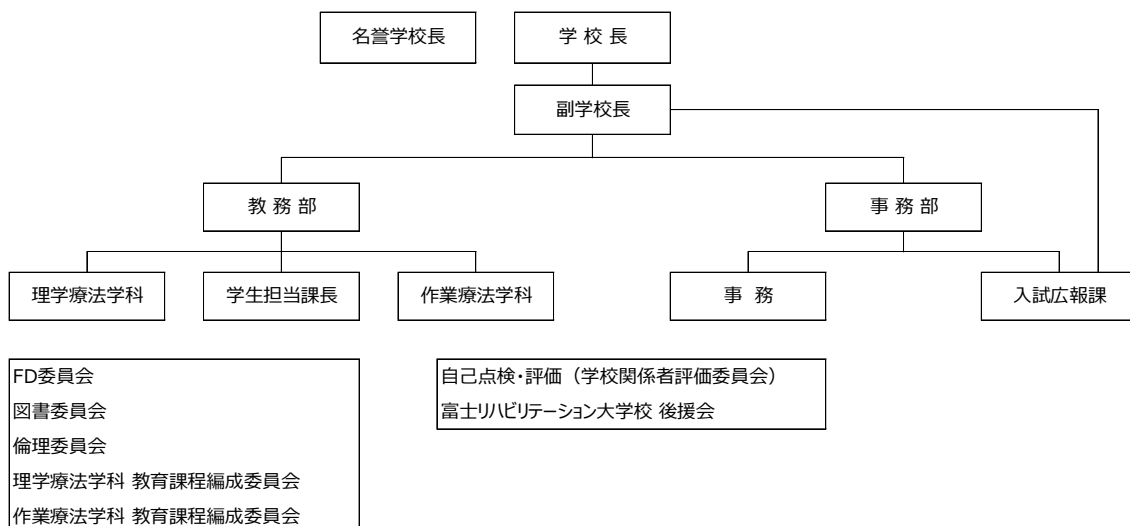 名誉学校長
学 校 長
副学校長
教 務 部
事 務 部
理学療法学科
学生担当課長
作業療法学科
事 務
入試広報課
FD委員会
図書委員会
倫理委員会
理学療法学科 教育課程編成委員会
作業療法学科 教育課程編成委員会
自己点検・評価（学校関係者評価委員会）
富士リハビリテーション大学校 後援会